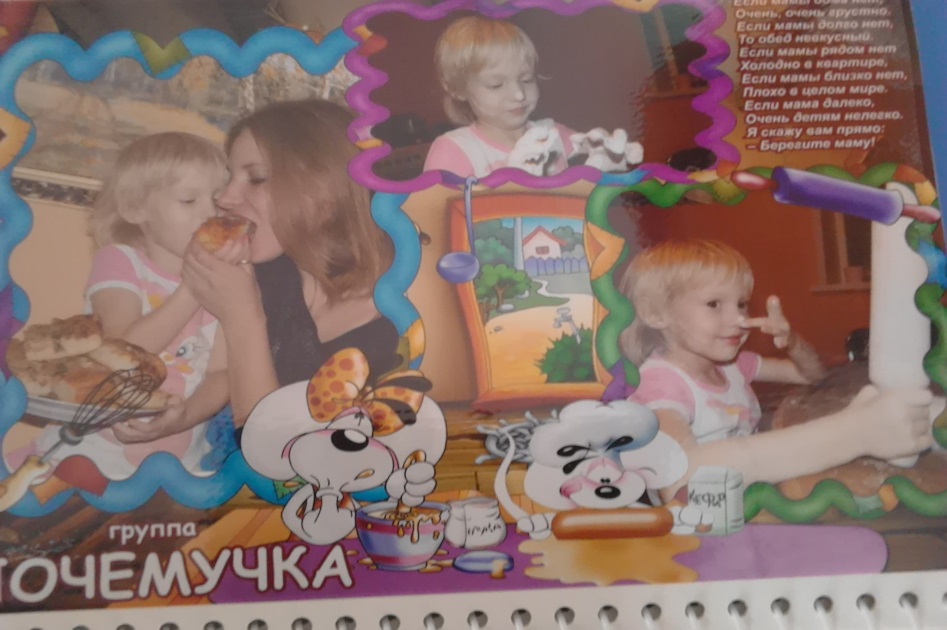 Если мамы дома нет,
Очень, очень грустно.
Если мамы долго нет,
То обед невкусный.
Если мамы рядом нет
Холодно в квартире,
Если мамы близко нет,
Плохо в целом мире.
Если мама далеко,
Очень детям нелегко.
Я скажу вам прямо:
– Берегите маму!
Кефир
группа
ПОЧЕМУЧКА